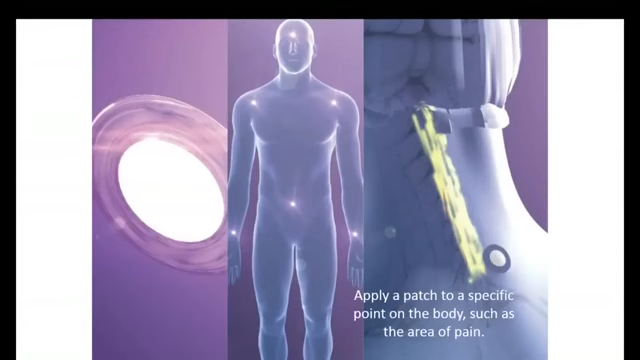 Apply a patch to a specific
point on the body, such as
the area of pain.